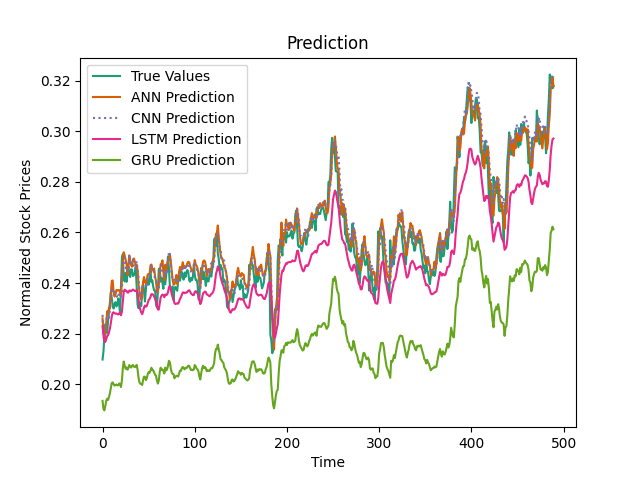 Prediction
True Values
ANN Prediction
CNN Prediction
LSTM Prediction
GRU Prediction
Normalized Stock Prices
0.32
0.30
0.28
0.26
0.24
0.22
0.20
0 100 200 300 400 500
Time